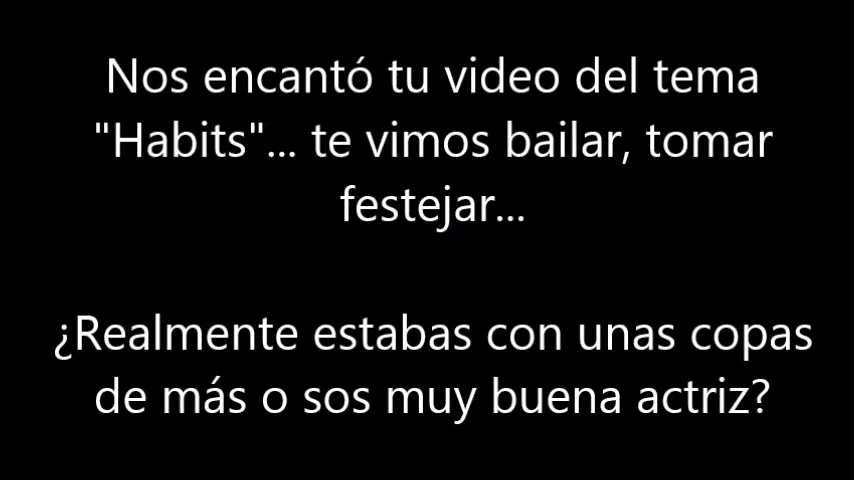 Nos encantó tu video del tema
"Habits"... te vimos bailar, tomar
festejar...
¿Realmente estabas con unas copas
de más o sos muy buena actriz?